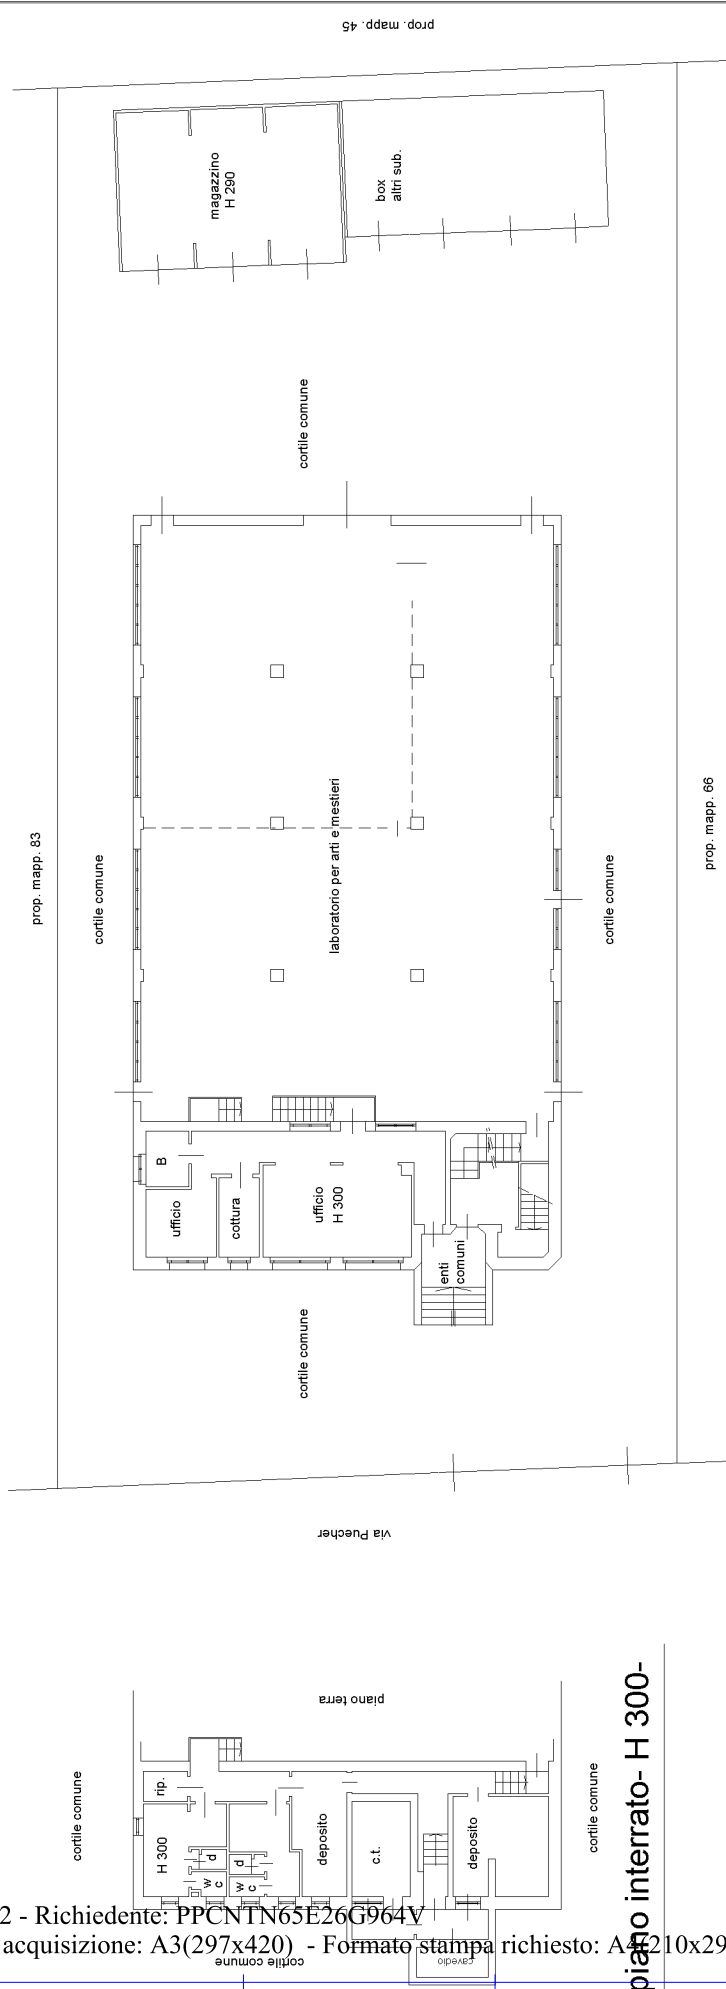 prop. mapp. 45
magazzino
H 290
box
altri sub.
cortile comune
prop. mapp. 83
cortile comune
laboratorio per arti e mestieri
cortile comune
prop. mapp. 66
B
ufficio
cottura
ufficio
H 300
enti
comuni
cortile comune
via Puecher
piano terra
cortile comune
rip.
H 300
d
d
w c
w c
deposito
c.t.
deposito
cortile comune
piano interrato- H 300-
2 - Richiedente: PPCNTN65E26G964V
acquisizione: A3(297x420) - Formato stampa richiesto: A4(210x29
cortile comune
cavedio